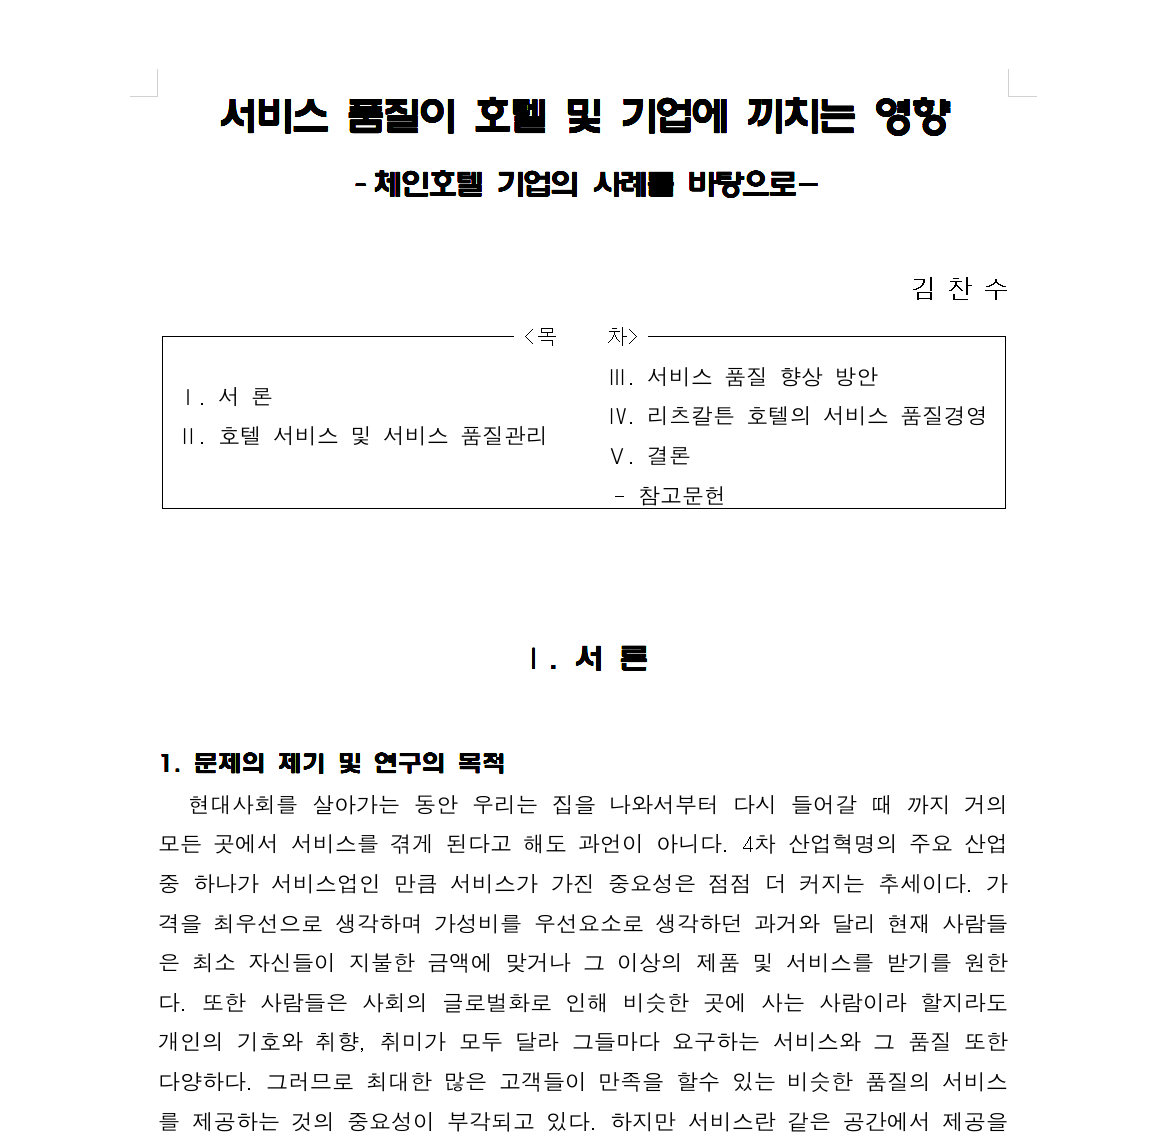 서비스 품질이 호텔 및 기업에 끼치는 영향
-체인호텔 기업의 사례를 바탕으로-
김 찬 수
<목 차>
Ⅰ. 서 론
Ⅱ. 호텔 서비스 및 서비스 품질관리
Ⅲ. 서비스 품질 향상 방안
Ⅳ. 리츠칼튼 호텔의 서비스 품질경영
Ⅴ. 결론
- 참고문헌
Ⅰ. 서 론
1. 문제의 제기 및 연구의 목적
현대사회를 살아가는 동안 우리는 집을 나와서부터 다시 들어갈 때 까지 거의
모든 곳에서 서비스를 겪게 된다고 해도 과언이 아니다. 4차 산업혁명의 주요 산업
중 하나가 서비스업인 만큼 서비스가 가진 중요성은 점점 더 커지는 추세이다. 가
격을 최우선으로 생각하며 가성비를 우선요소로 생각하던 과거와 달리 현재 사람들
은 최소 자신들이 지불한 금액에 맞거나 그 이상의 제품 및 서비스를 받기를 원한
다. 또한 사람들은 사회의 글로벌화로 인해 비슷한 곳에 사는 사람이라 할지라도
개인의 기호와 취향, 취미가 모두 달라 그들마다 요구하는 서비스와 그 품질 또한
다양하다. 그러므로 최대한 많은 고객들이 만족을 할수 있는 비슷한 품질의 서비스
를 제공하는 것의 중요성이 부각되고 있다. 하지만 서비스란 같은 공간에서 제공을